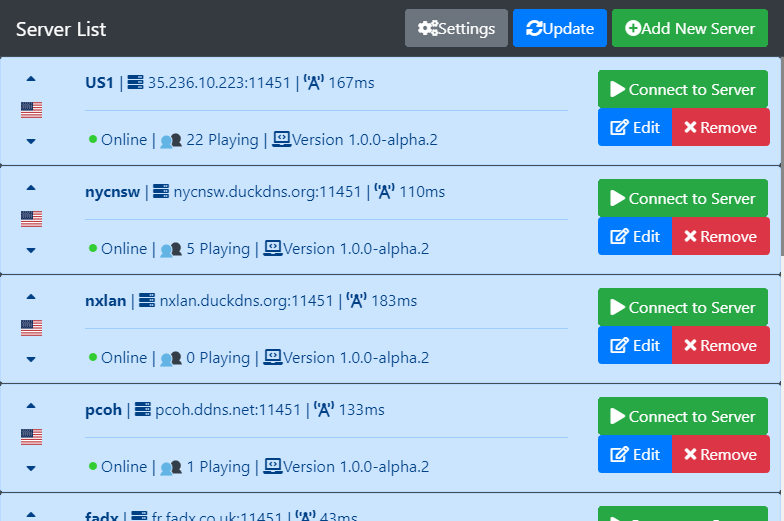 Server List
Settings
Update
Add New Server
US1 | 35.236.10.223:11451 | 167ms
Connect to Server
Online | 22 Playing | Version 1.0.0-alpha.2
Edit
Remove
nycnsw | nycnsw.duckdns.org:11451 | 110ms
Connect to Server
Online | 5 Playing | Version 1.0.0-alpha.2
Edit
Remove
nxlan | nxlan.duckdns.org:11451 | 183ms
Connect to Server
Online | 0 Playing | Version 1.0.0-alpha.2
Edit
Remove
pcoh | pcoh.ddns.net:11451 | 133ms
Connect to Server
Online | 1 Playing | Version 1.0.0-alpha.2
Edit
Remove
fadx | fr.fadx.co.uk:11451 | 43ms
Connect to Server